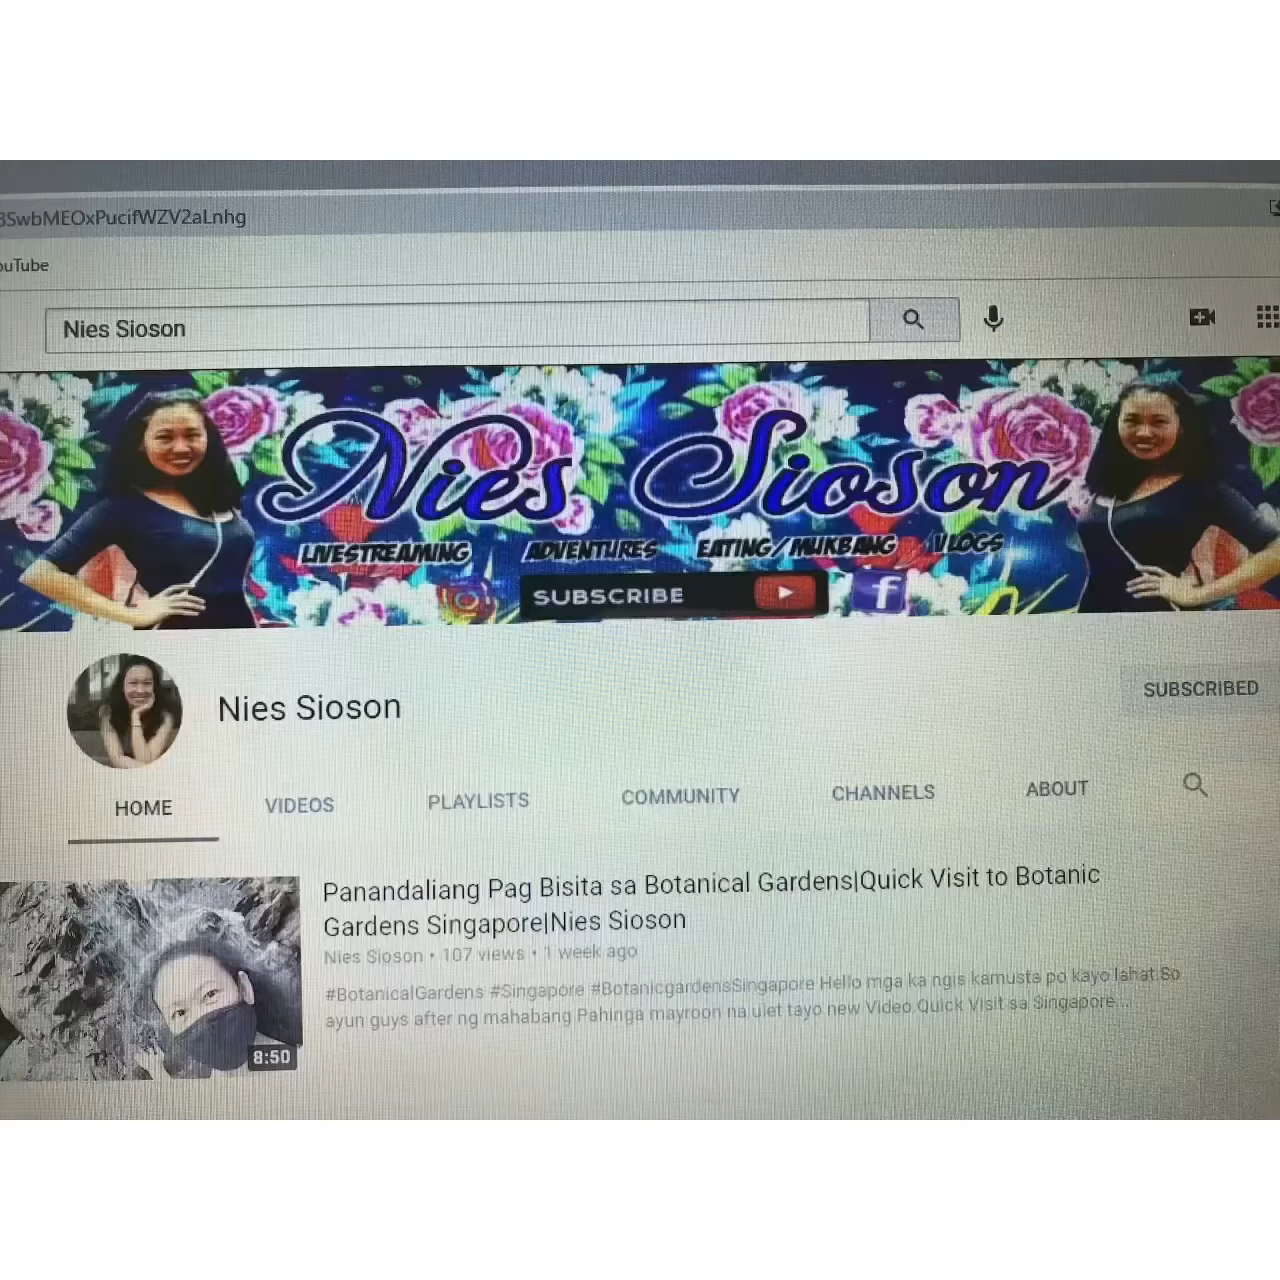 3SwbMEOxPucifWZV2aLnhg
ouTube
Nies Sioson
Nies Sioson
LIVESTREAMING ADVENTURES EATING/MUKBANG VLOGS
SUBSCRIBE
f
Nies Sioson
SUBSCRIBED
HOME VIDEOS PLAYLISTS COMMUNITY CHANNELS ABOUT
Panandaliang Pag Bisita sa Botanical Gardens|Quick Visit to Botanic
Gardens Singapore|Nies Sioson
Nies Sioson • 107 views • 1 week ago
#BotanicalGardens #Singapore #BotanicgardensSingapore Hello mga ka ngis kamusta po kayo lahat.So
ayun guys after ng mahabang Pahinga mayroon na ulet tayo new Video.Quick Visit sa Singapore...
8:50